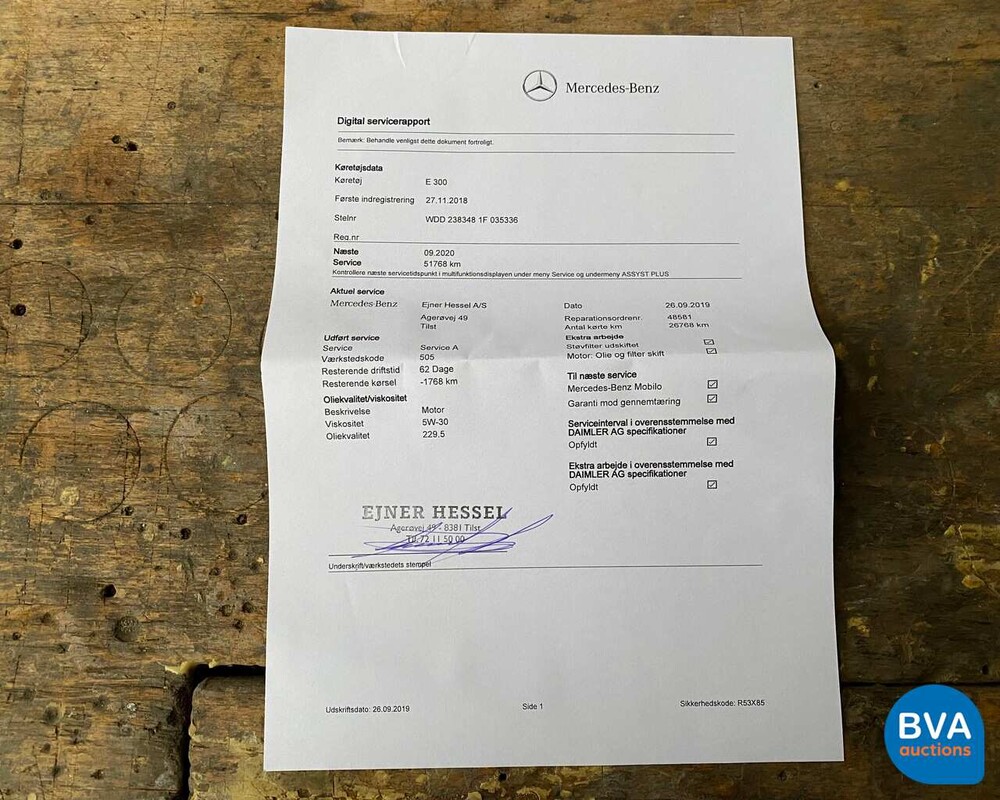 Mercedes-Benz
Digital servicerapport
Bemærk: Behandle venligst dette dokument fortroligt.
Køretøjsdata
Køretøj E 300
Første indregistrering 27.11.2018
Stelnr WDD 238348 1F 035336
Reg.nr
Næste 09.2020
Service 51768 km
Kontrollere næste servicetidspunkt i multifunktionsdisplayen under meny Service og undermeny ASSYST PLUS
Aktuel service
Mercedes-Benz Ejner Hessel A/S Dato 26.09.2019
Agerøvej 49 Reparationsordrenr. 48581
Tilst Antal kørte km 26768 km
Udført service Ekstra arbejde
Service Service A Støvfilter udskiftet ☑
Værkstedskode 505 Motor: Olie og filter skift ☑
Resterende driftstid 62 Dage Til næste service
Resterende kørsel -1768 km Mercedes-Benz Mobilo ☑
Oliekvalitet/viskositet Garanti mod gennemtæring ☑
Beskrivelse Motor
Viskositet 5W-30 Serviceinterval i overensstemmelse med
DAIMLER AG specifikationer
Oliekvalitet 229.5 Opfyldt ☑
Ekstra arbejde i overensstemmelse med
DAIMLER AG specifikationer
Opfyldt ☑
EJNER HESSEL
Agerøvej 49 - 8381 Tilst
Tlf. 72 11 50 00
Underskrift/værkstedets stempel
Udskriftsdato: 26.09.2019 Side 1 Sikkerhedskode: R53X85
BVA
auctions